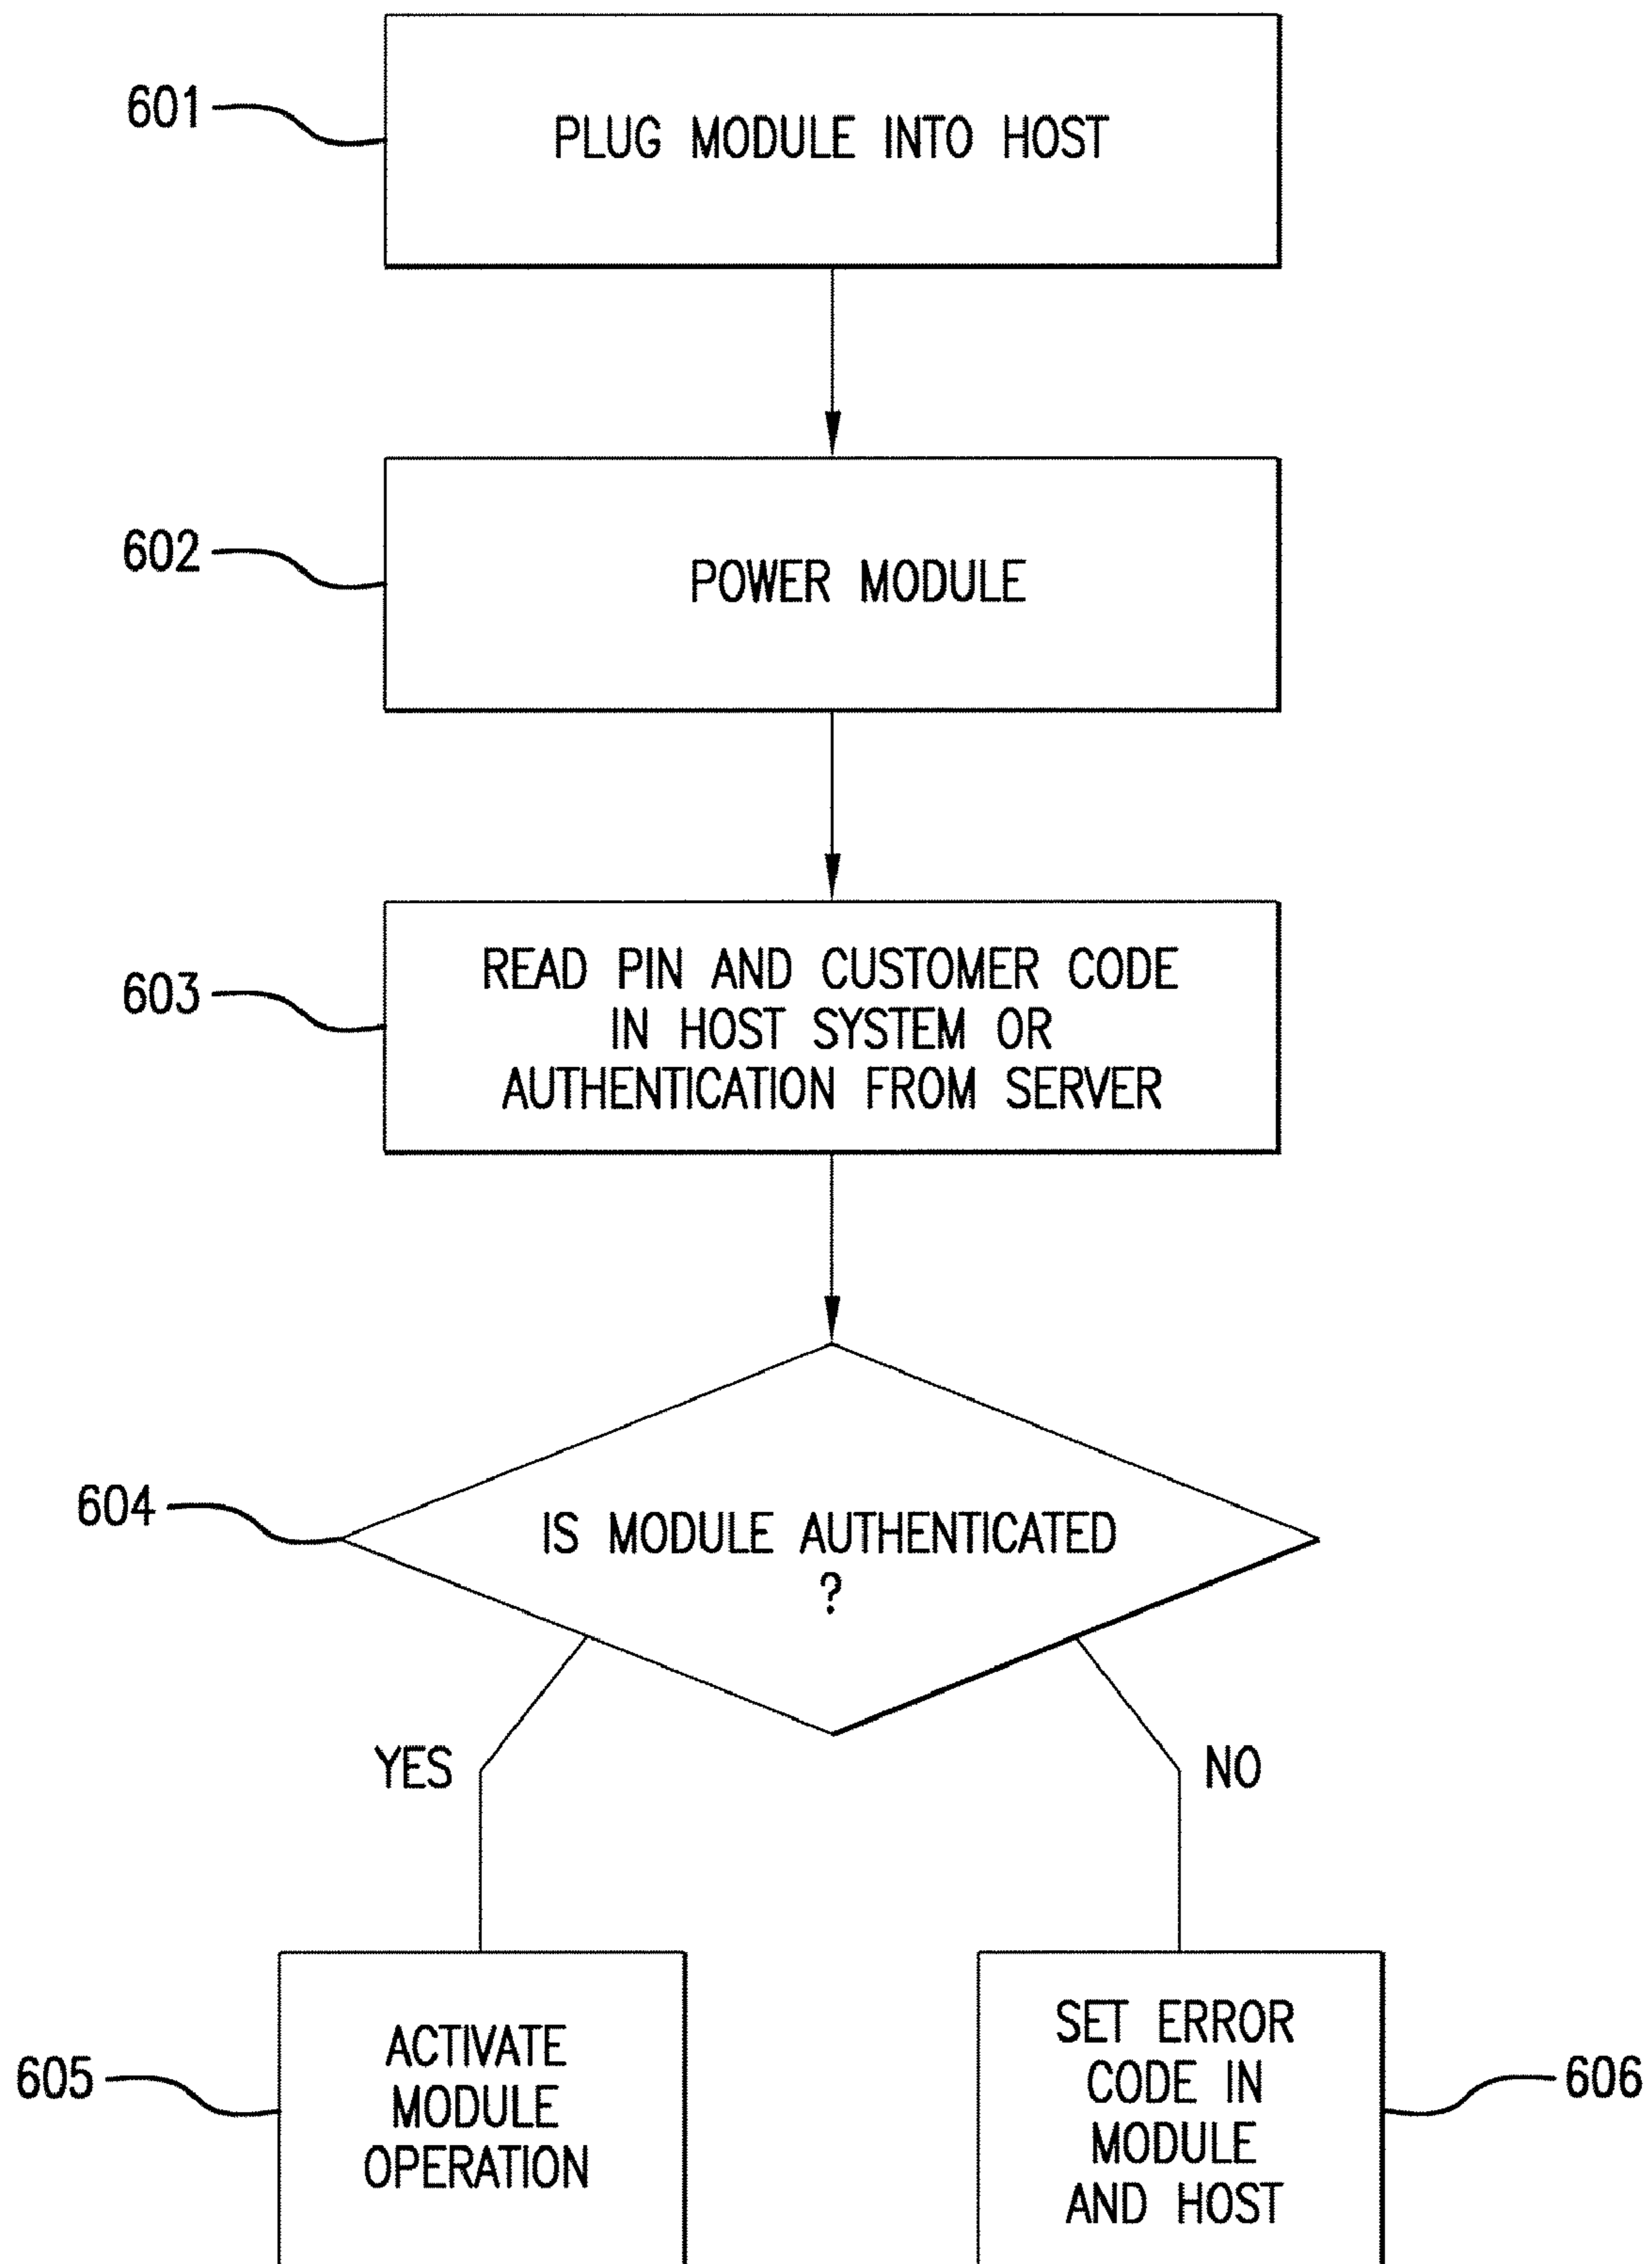 601
PLUG MODULE INTO HOST
602
POWER MODULE
603
READ PIN AND CUSTOMER CODE
IN HOST SYSTEM OR
AUTHENTICATION FROM SERVER
604
IS MODULE AUTHENTICATED
?
YES
NO
605
ACTIVATE
MODULE
OPERATION
SET ERROR
CODE IN
MODULE
AND HOST
606